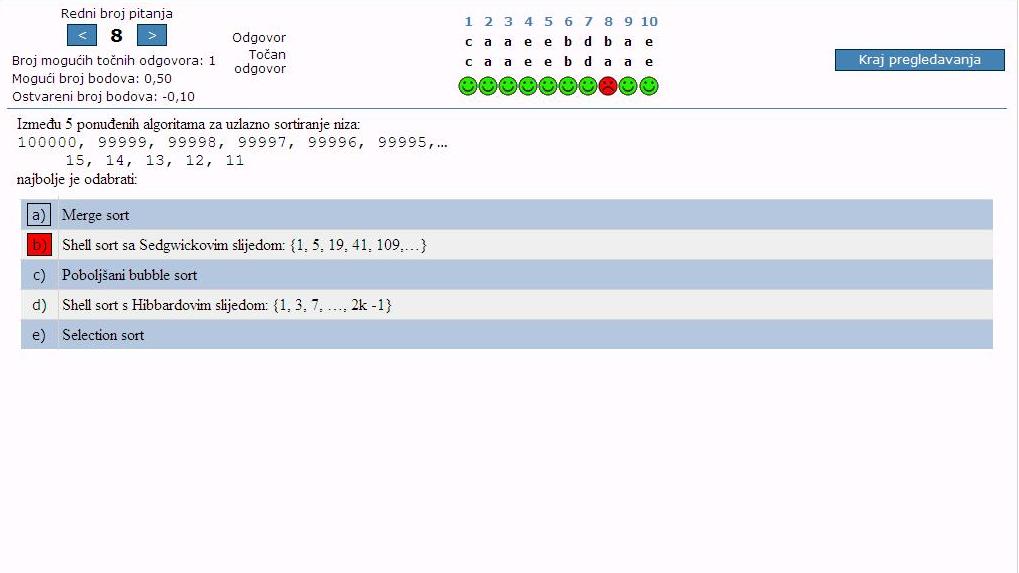 Redni broj pitanja
< 8 >
Broj mogućih točnih odgovora: 1
Mogući broj bodova: 0,50
Ostvareni broj bodova: -0,10
Odgovor
Točan
odgovor
1 2 3 4 5 6 7 8 9 10
c a a e e b d b a e
c a a e e b d a a e
Kraj pregledavanja
Između 5 ponuđenih algoritama za uzlazno sortiranje niza:
100000, 99999, 99998, 99997, 99996, 99995,…
15, 14, 13, 12, 11
najbolje je odabrati:
a) Merge sort
b) Shell sort sa Sedgwickovim slijedom: {1, 5, 19, 41, 109,…}
c) Poboljšani bubble sort
d) Shell sort s Hibbardovim slijedom: {1, 3, 7, …, 2k -1}
e) Selection sort